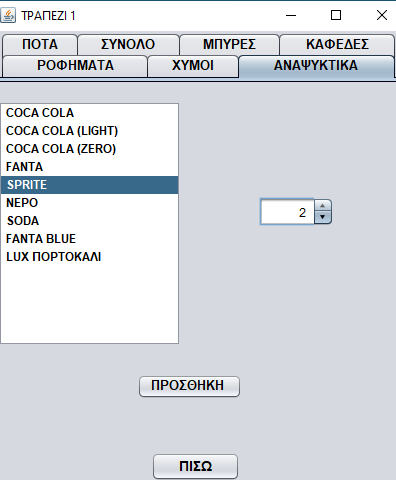 ΤΡΑΠΕΖΙ 1
ΠΟΤΑ ΣΥΝΟΛΟ ΜΠΥΡΕΣ ΚΑΦΕΔΕΣ
ΡΟΦΗΜΑΤΑ ΧΥΜΟΙ ΑΝΑΨΥΚΤΙΚΑ
COCA COLA
COCA COLA (LIGHT)
COCA COLA (ZERO)
FANTA
SPRITE
ΝΕΡΟ
SODA
FANTA BLUE
LUX ΠΟΡΤΟΚΑΛΙ
2
ΠΡΟΣΘΗΚΗ
ΠΙΣΩ